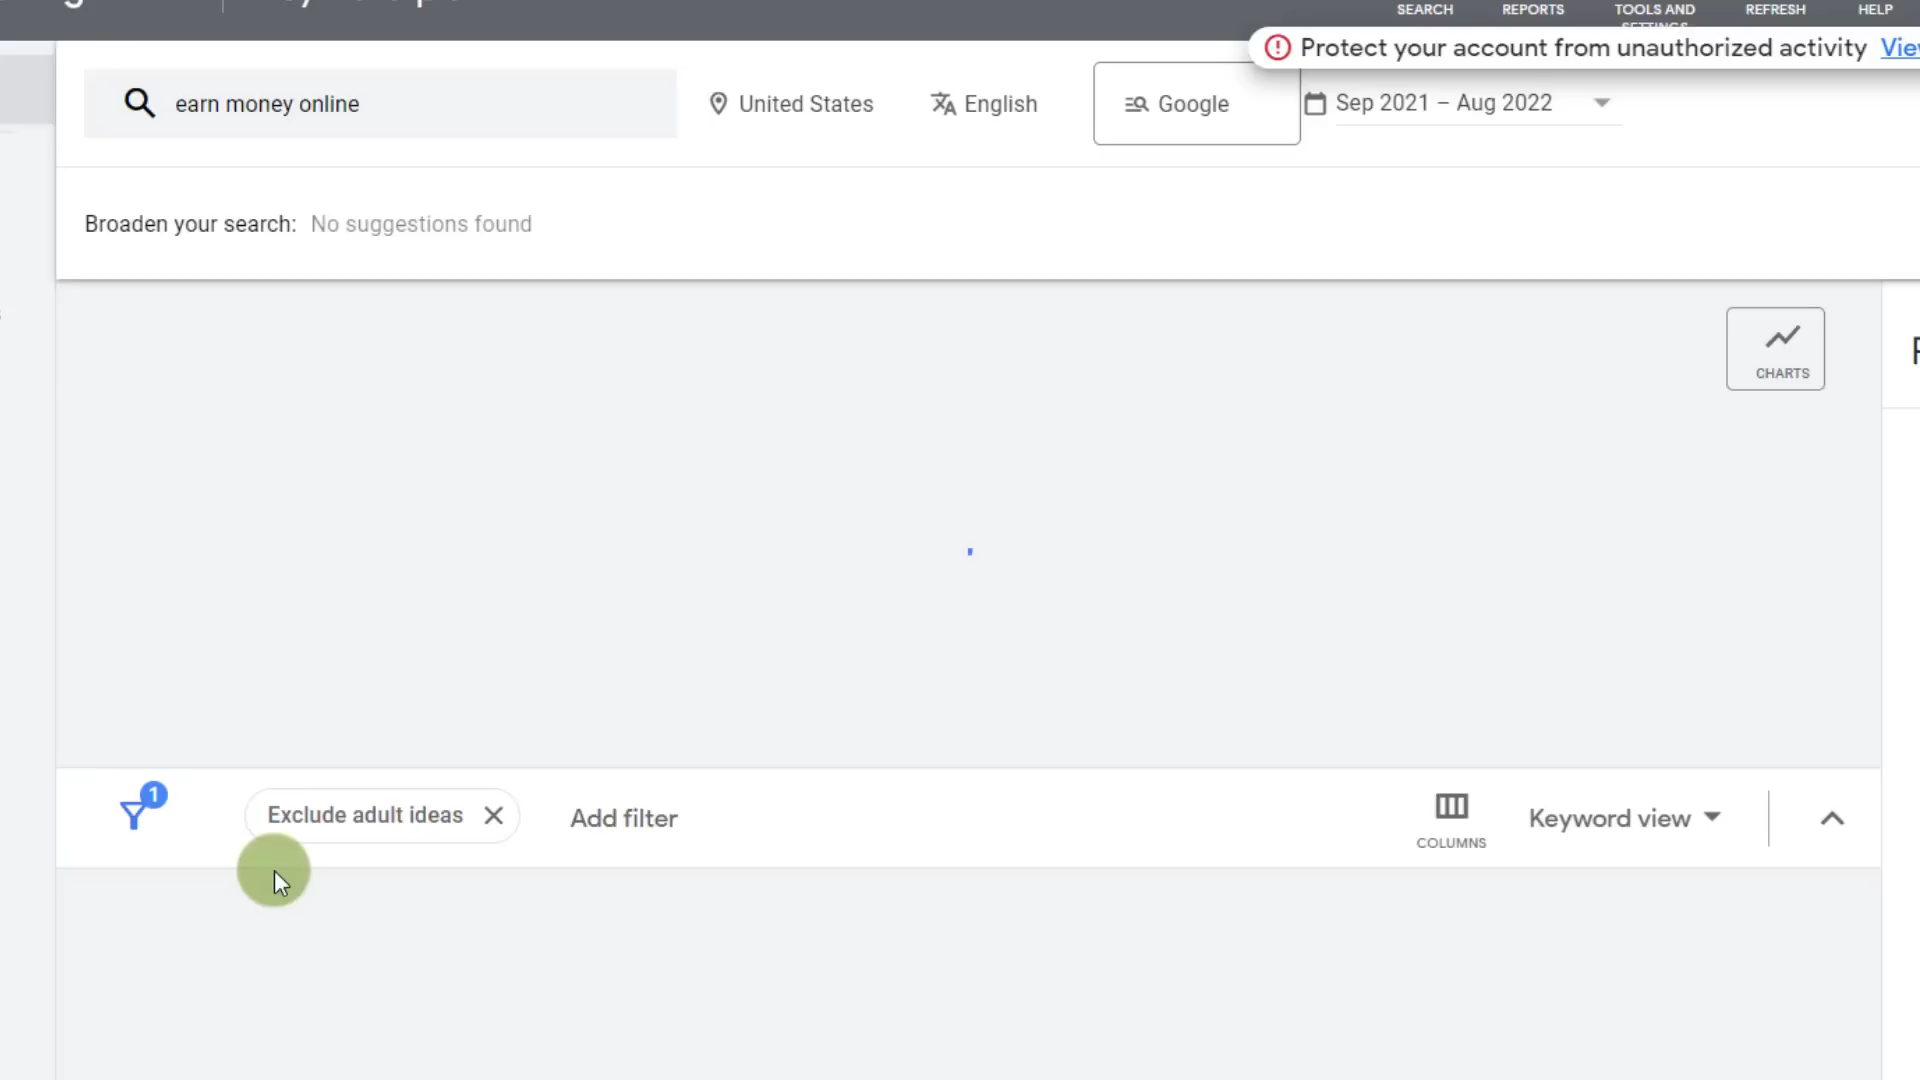 SEARCH REPORTS TOOLS AND SETTINGS REFRESH HELP
Protect your account from unauthorized activity
earn money online United States English Google Sep 2021 – Aug 2022
Broaden your search: No suggestions found
CHARTS
1
Exclude adult ideas Add filter COLUMNS Keyword view